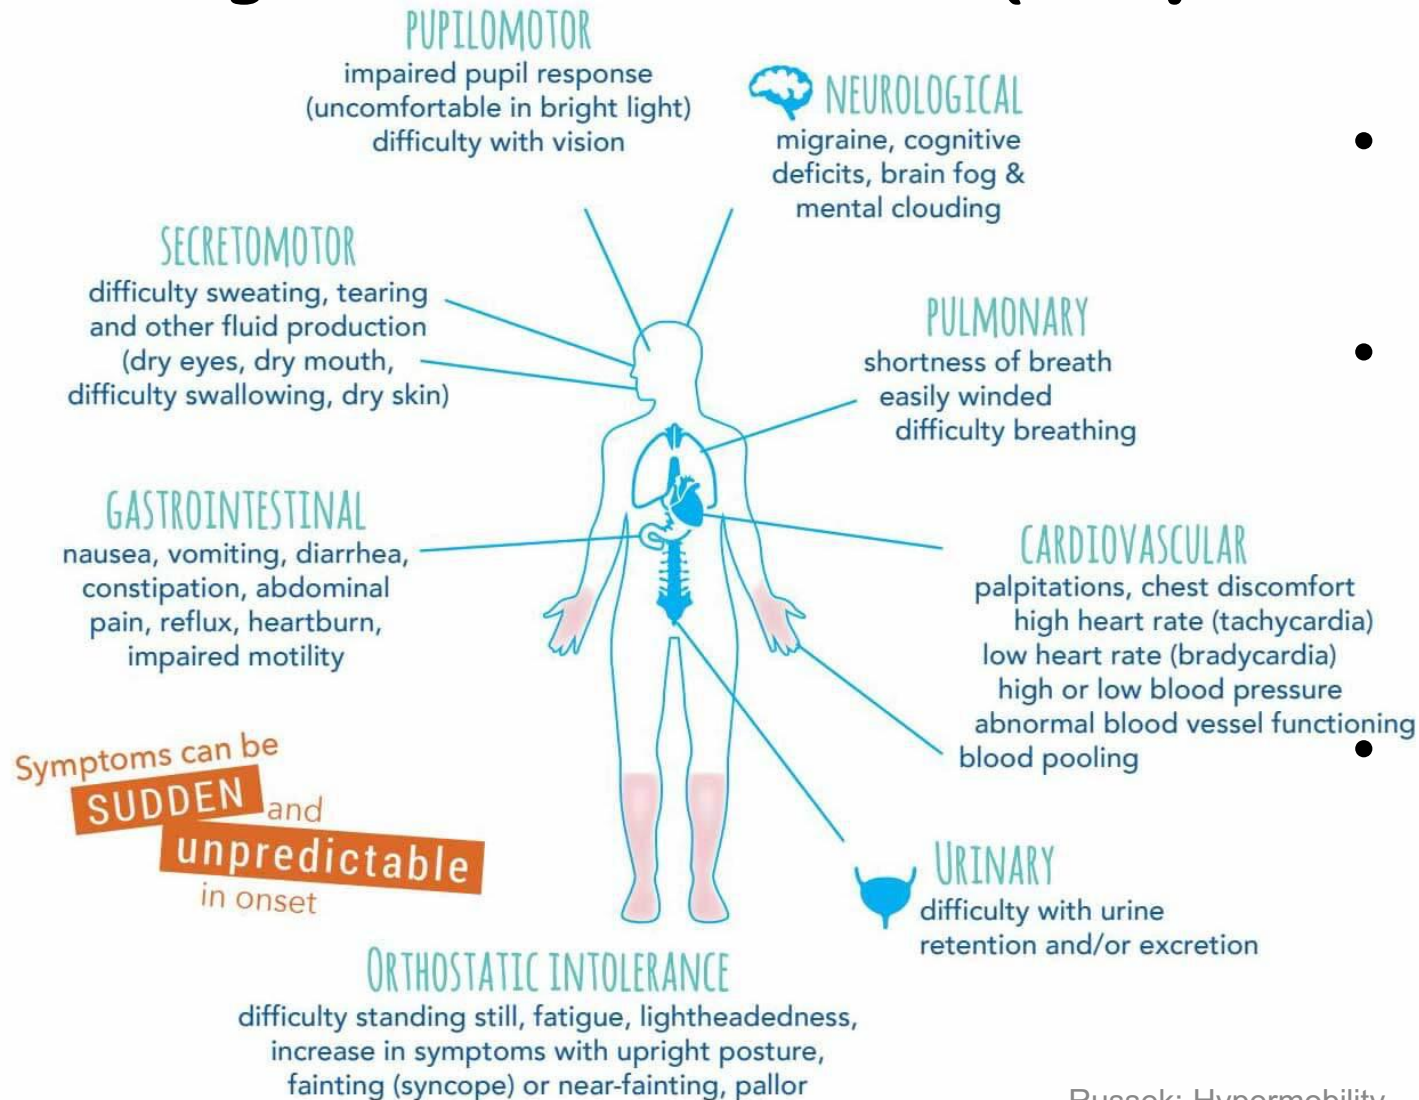 PUPILOMOTOR
impaired pupil response
(uncomfortable in bright light)
difficulty with vision
NEUROLOGICAL
migraine, cognitive
deficits, brain fog &
mental clouding
SECRETOMOTOR
difficulty sweating, tearing
and other fluid production
(dry eyes, dry mouth,
difficulty swallowing, dry skin)
PULMONARY
shortness of breath
easily winded
difficulty breathing
GASTROINTESTINAL
nausea, vomiting, diarrhea,
constipation, abdominal
pain, reflux, heartburn,
impaired motility
CARDIOVASCULAR
palpitations, chest discomfort
high heart rate (tachycardia)
low heart rate (bradycardia)
high or low blood pressure
abnormal blood vessel functioning
blood pooling
Symptoms can be
SUDDEN and
unpredictable
in onset
URINARY
difficulty with urine
retention and/or excretion
ORTHOSTATIC INTOLERANCE
difficulty standing still, fatigue, lightheadedness,
increase in symptoms with upright posture,
fainting (syncope) or near-fainting, pallor
Russek: Hypermobility